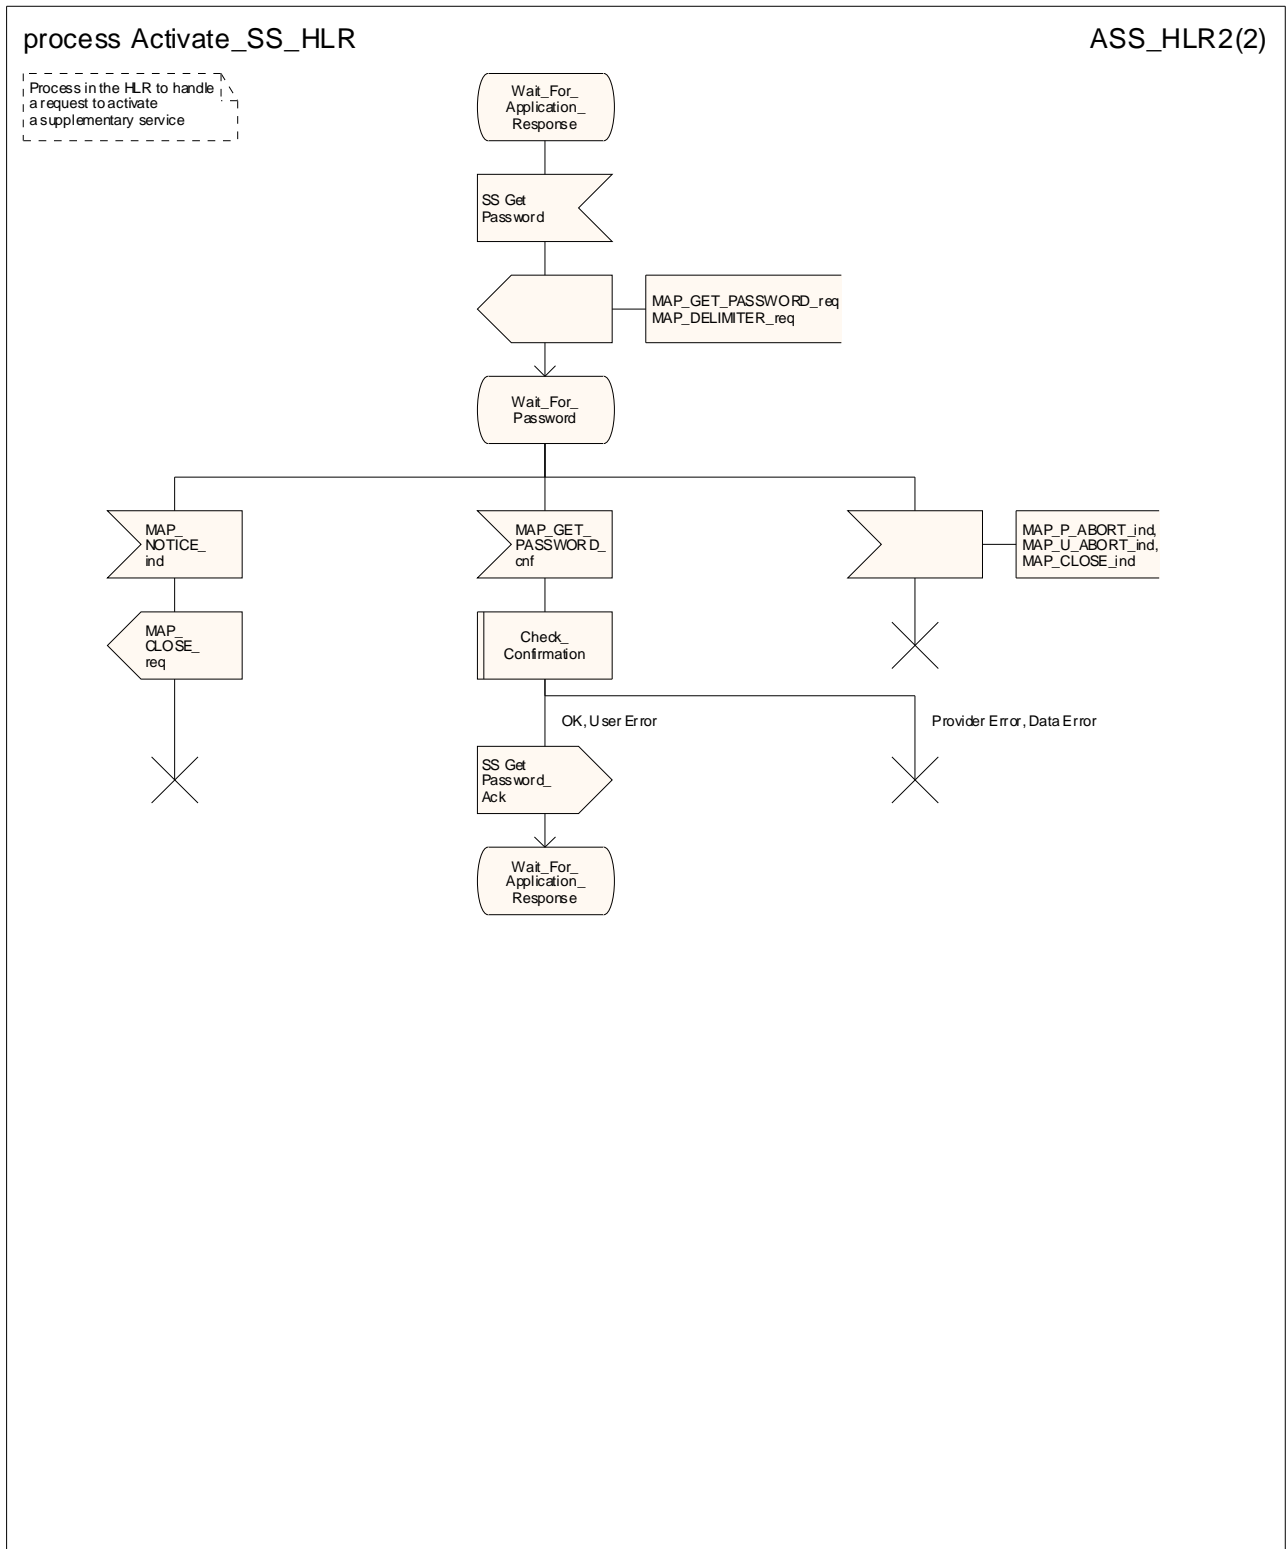 process Activate_SS_HLR
ASS_HLR2(2)
Process in the HLR to handle
a request to activate
a supplementary service
Wait_For_
Application_
Response
SS Get
Password
MAP_GET_PASSWORD_req
MAP_DELIMITER_req
Wait_For_
Password
MAP_
NOTICE_
ind
MAP_GET_
PASSWORD_
cnf
MAP_P_ABORT_ind,
MAP_U_ABORT_ind,
MAP_CLOSE_ind
MAP_
CLOSE_
req
Check_
Confirmation
OK, User Error
Provider Error, Data Error
SS Get
Password_
Ack
Wait_For_
Application_
Response